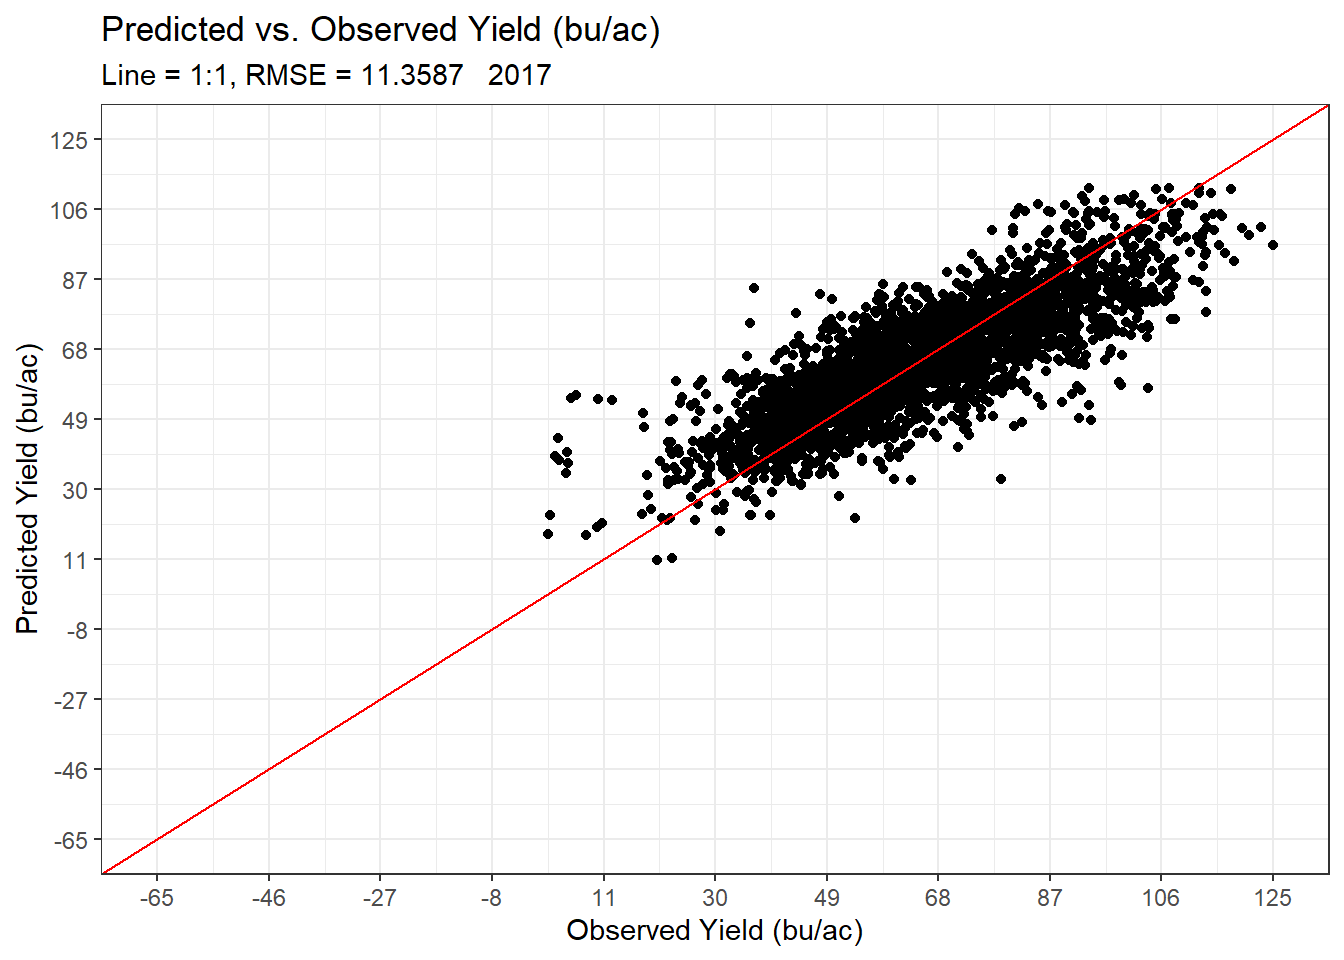 Predicted vs. Observed Yield (bu/ac)
Line = 1:1, RMSE = 11.3587   2017
125
106
87
68
49
30
11
-8
-27
-46
-65
Predicted Yield (bu/ac)
-65 -46 -27 -8 11 30 49 68 87 106 125
Observed Yield (bu/ac)